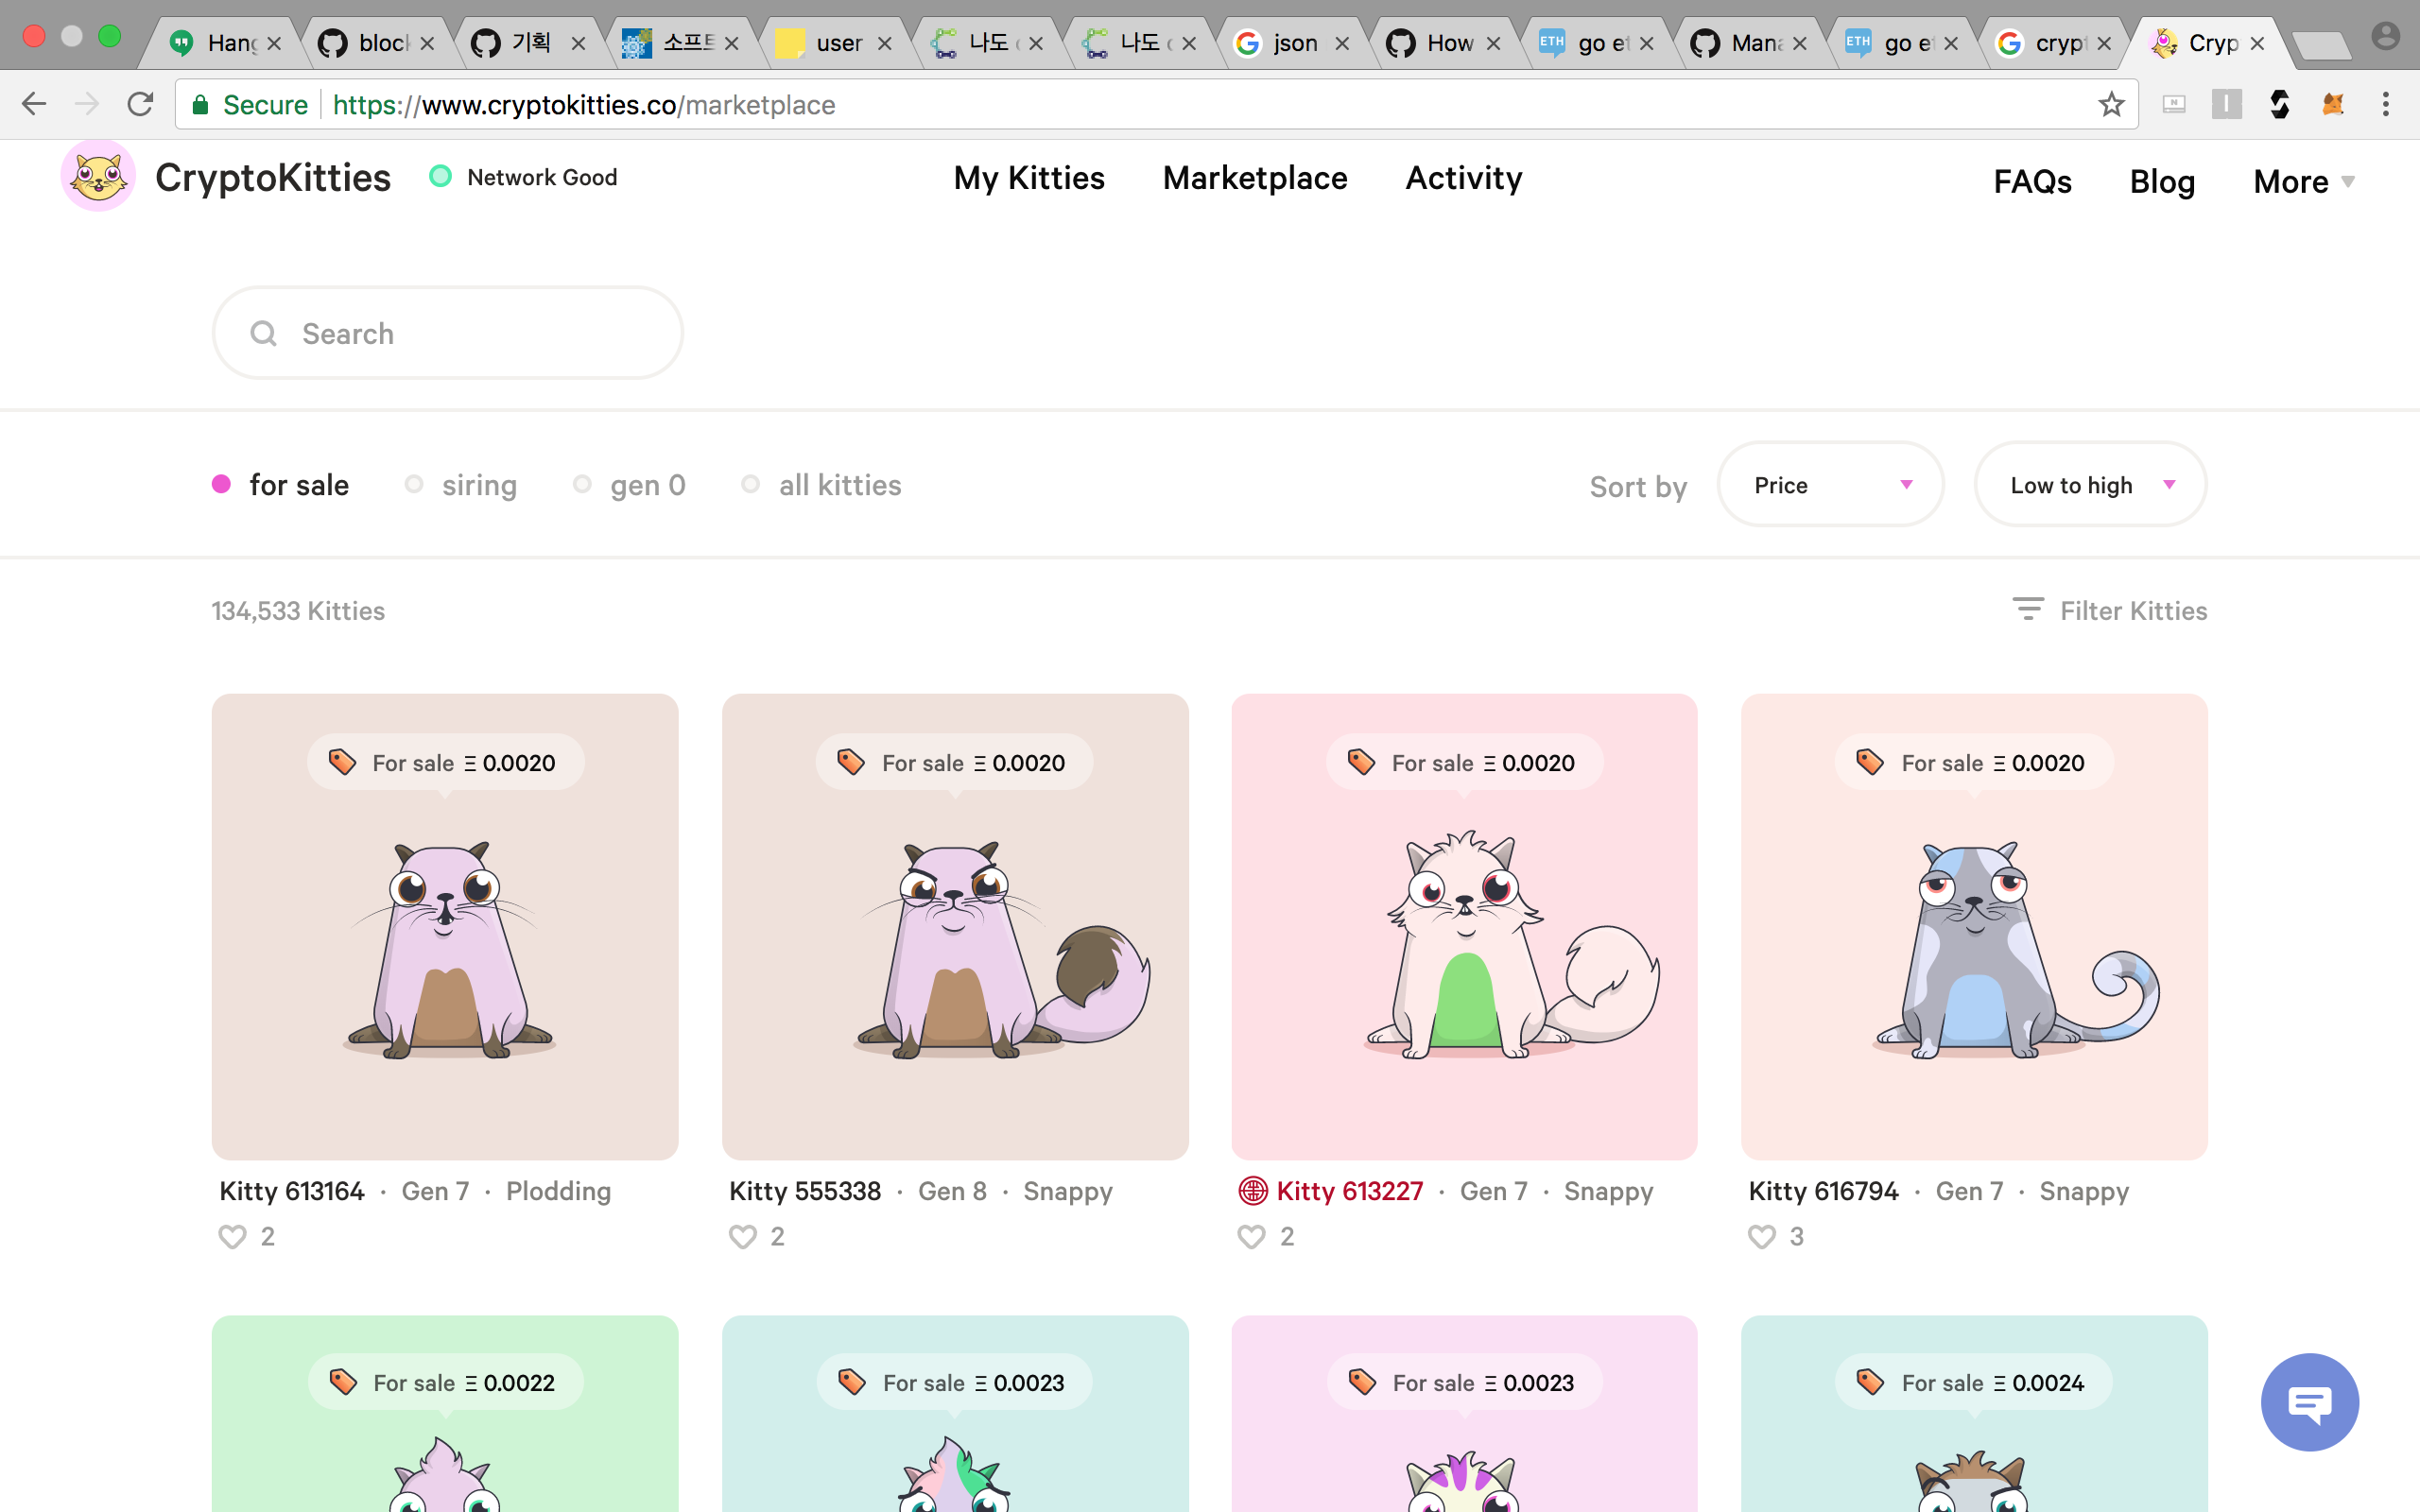 Hang bloc 기획 소프트 user 나도 나도 json How go et Mana go et crypt Cryp
Secure https://www.cryptokitties.co/marketplace
CryptoKitties Network Good My Kitties Marketplace Activity FAQs Blog More
Search
for sale siring gen 0 all kitties Sort by Price Low to high
134,533 Kitties Filter Kitties
For sale Ξ 0.0020 For sale Ξ 0.0020 For sale Ξ 0.0020 For sale Ξ 0.0020
Kitty 613164 · Gen 7 · Plodding Kitty 555338 · Gen 8 · Snappy Kitty 613227 · Gen 7 · Snappy Kitty 616794 · Gen 7 · Snappy
2 2 2 3
For sale Ξ 0.0022 For sale Ξ 0.0023 For sale Ξ 0.0023 For sale Ξ 0.0024